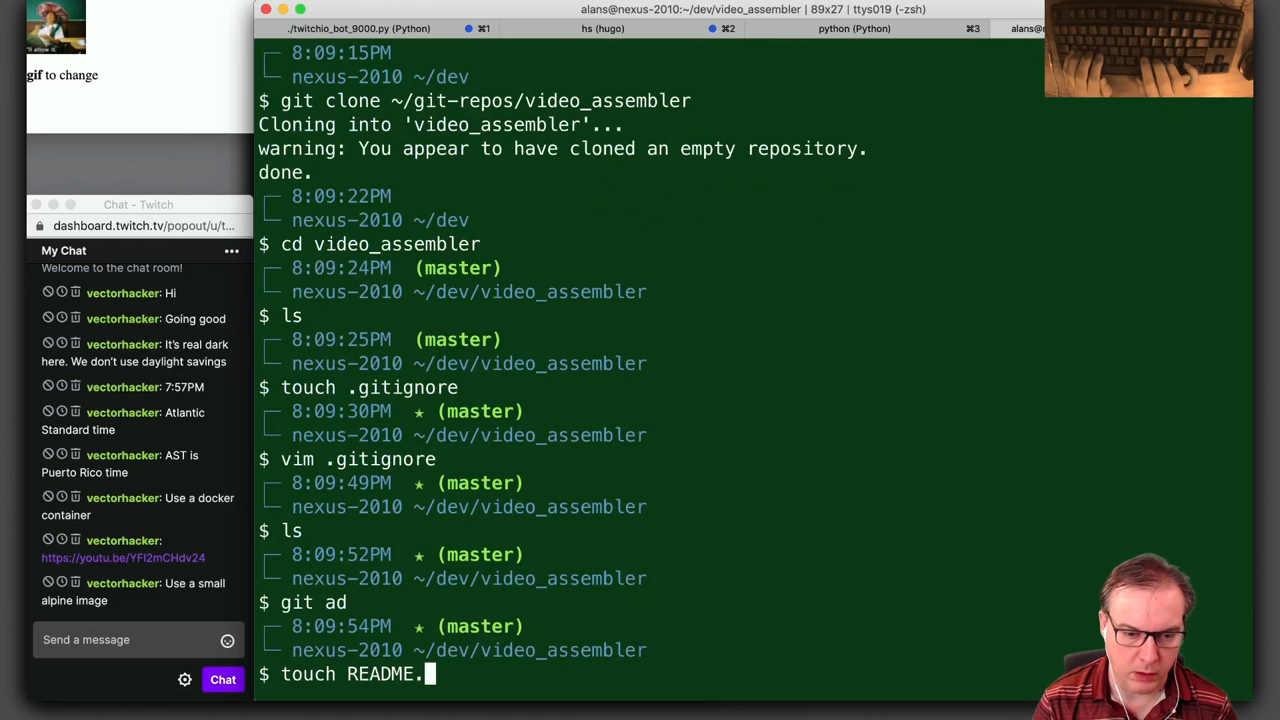 "I'll allow it."
gif to change
Chat - Twitch
dashboard.twitch.tv/popout/u/t...
My Chat
Welcome to the chat room!
vectorhacker: Hi
vectorhacker: Going good
vectorhacker: It's real dark
here. We don't use daylight savings
vectorhacker: 7:57PM
vectorhacker: Atlantic
Standard time
vectorhacker: AST is
Puerto Rico time
vectorhacker: Use a docker
container
vectorhacker:
https://youtu.be/YFl2mCHdv24
vectorhacker: Use a small
alpine image
Send a message
Chat
alans@nexus-2010:~/dev/video_assembler | 89x27 | ttys019 (-zsh)
./twitchio_bot_9000.py (Python) ⌘1 hs (hugo) ⌘2 python (Python) ⌘3
8:09:15PM
nexus-2010 ~/dev
$ git clone ~/git-repos/video_assembler
Cloning into 'video_assembler'...
warning: You appear to have cloned an empty repository.
done.
8:09:22PM
nexus-2010 ~/dev
$ cd video_assembler
8:09:24PM (master)
nexus-2010 ~/dev/video_assembler
$ ls
8:09:25PM (master)
nexus-2010 ~/dev/video_assembler
$ touch .gitignore
8:09:30PM ★ (master)
nexus-2010 ~/dev/video_assembler
$ vim .gitignore
8:09:49PM ★ (master)
nexus-2010 ~/dev/video_assembler
$ ls
8:09:52PM ★ (master)
nexus-2010 ~/dev/video_assembler
$ git ad
8:09:54PM ★ (master)
nexus-2010 ~/dev/video_assembler
$ touch README.